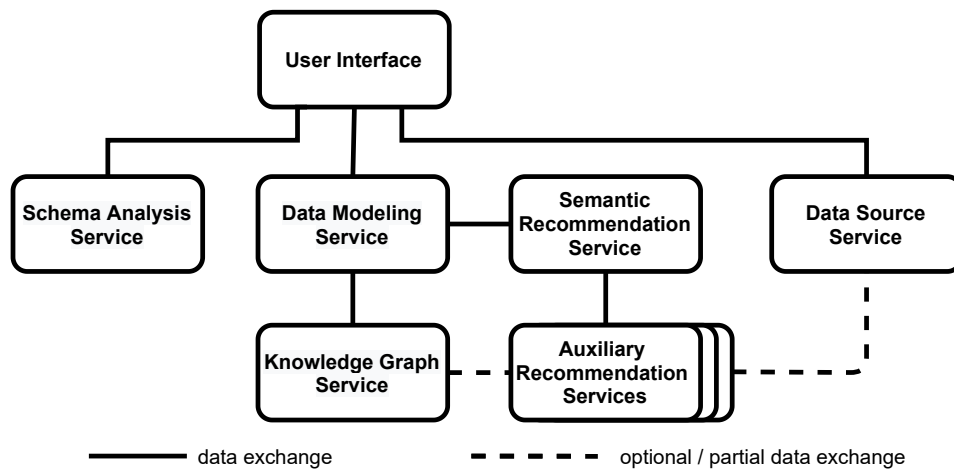 User Interface
Schema Analysis
Service
Data Modeling
Service
Semantic
Recommendation
Service
Data Source
Service
Knowledge Graph
Service
Auxiliary
Recommendation
Services
data exchange
optional / partial data exchange